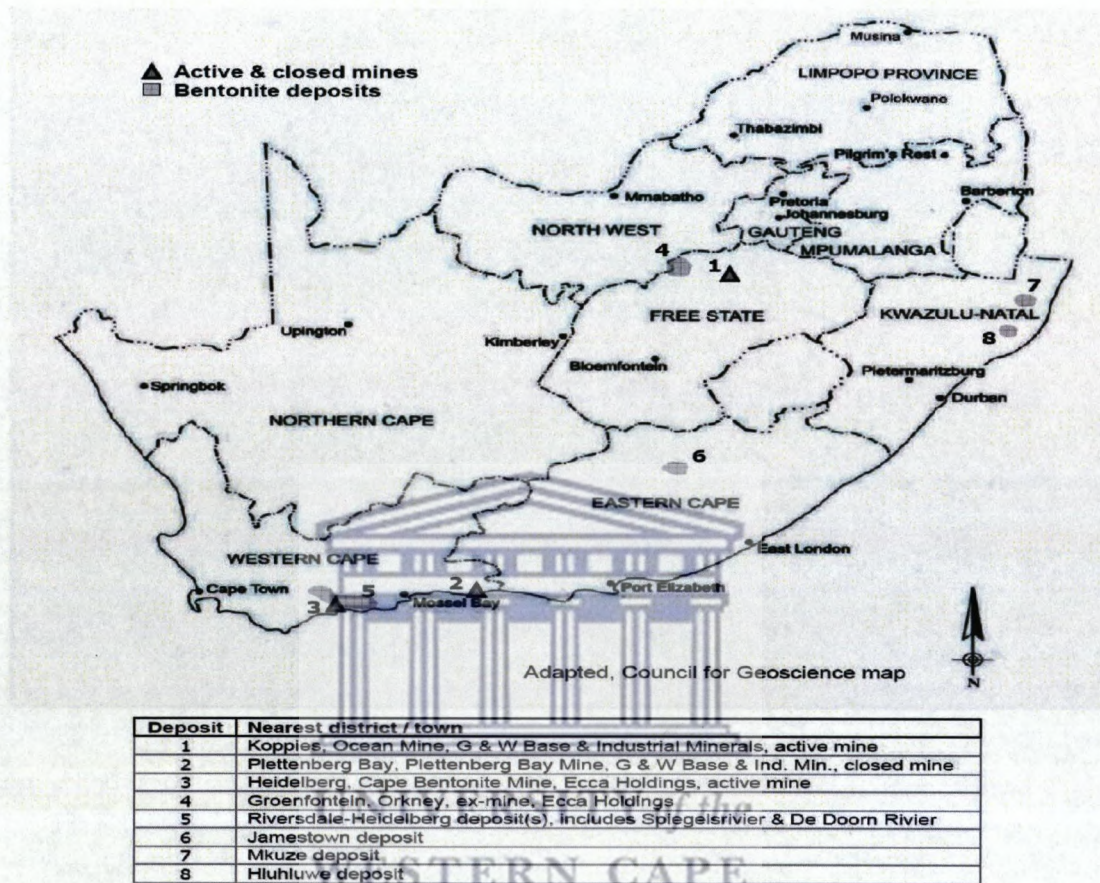 Active & closed mines
Bentonite deposits
Musina
LIMPOPO PROVINCE
Polokwane
Thabazimbi
Pilgrim's Rest
Mmabatho
Pretoria
Barberton
Johannesburg
NORTH WEST
GAUTENG
MPUMALANGA
4
1
7
FREE STATE
KWAZULU-NATAL
Upington
8
Kimberley
Bloemfontein
Pietermaritzburg
Springbok
Durban
NORTHERN CAPE
6
EASTERN CAPE
East London
WESTERN CAPE
Cape Town
5
2
Port Elizabeth
3
Mossel Bay
Adapted, Council for Geoscience map
N
Deposit Nearest district / town
1 Koppies, Ocean Mine, G & W Base & Industrial Minerals, active mine
2 Plettenberg Bay, Plettenberg Bay Mine, G & W Base & Ind. Min., closed mine
3 Heidelberg, Cape Bentonite Mine, Ecca Holdings, active mine
4 Groenfontein, Orkney, ex-mine, Ecca Holdings
UNIVERSITY of the
5 Riversdale-Heidelberg deposit(s), includes Spiegelsrivier & De Doorn Rivier
6 Jamestown deposit
7 Mkuze deposit
WESTERN CAPE
8 Hluhluwe deposit